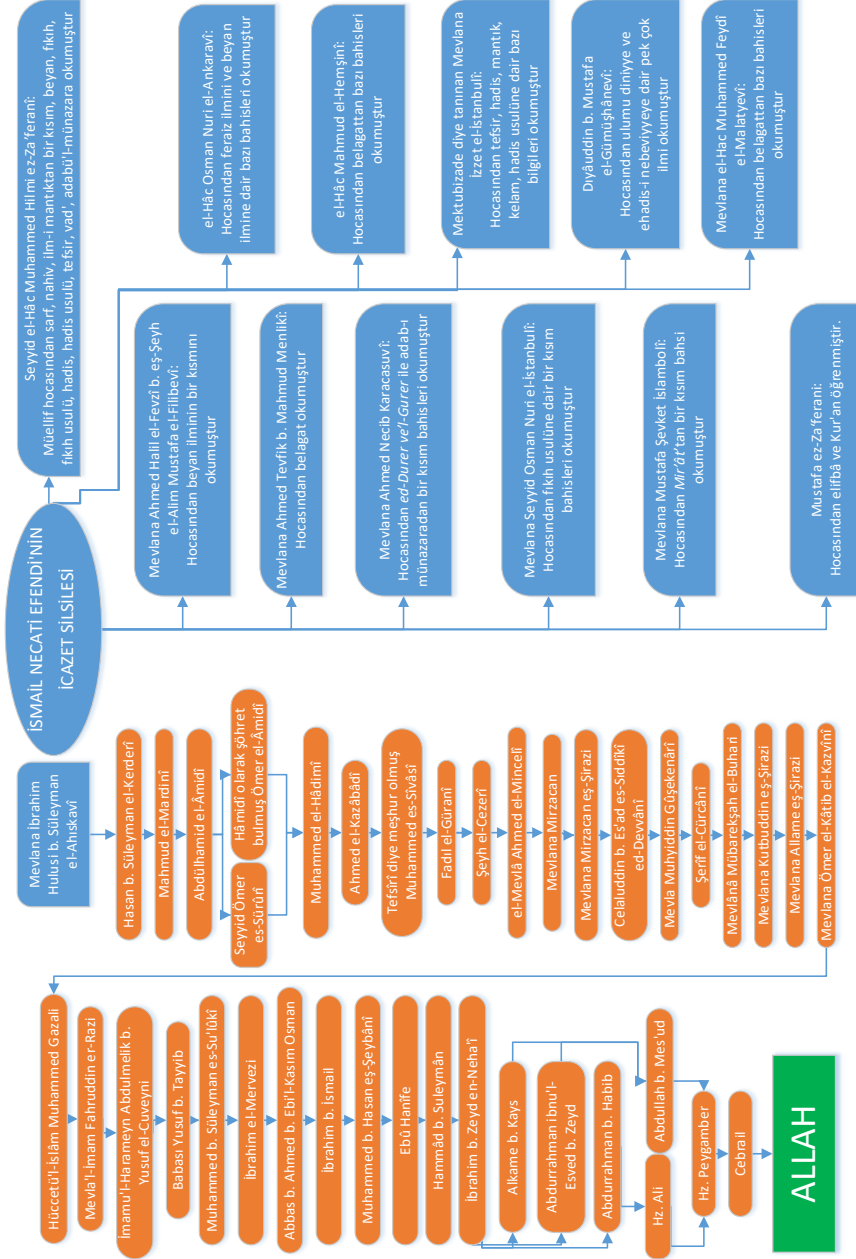 İSMAİL NECATİ EFENDİ'NİN
İCAZET SİLSİLESİ
Seyyid el-Hâc Muhammed Hilmi ez-Za'feranî:
Müellif hocasından sarf, nahiv, ilm-i mantıktan bir kısım, beyan, fıkıh,
fıkıh usulü, hadis, hadis usulü, tefsir, vad', adabü'l-münazara okumuştur
el-Hâc Osman Nuri el-Ankaravî:
Hocasından feraiz ilmini ve beyan
ilmine dair bazı bahisleri okumuştur
el-Hâc Mahmud el-Hemşinî:
Hocasından belagattan bazı bahisleri
okumuştur
Mektubizade diye tanınan Mevlana
İzzet el-İstanbulî:
Hocasından tefsir, hadis, mantık,
kelam, hadis usulüne dair bazı
bilgileri okumuştur
Dıyâuddin b. Mustafa
el-Gümüşhânevî:
Hocasından ulumu diniyye ve
ehadis-i nebeviyyeye dair pek çok
ilmi okumuştur
Mevlana el-Hac Muhammed Feydî
el-Malatyevî:
Hocasından belagattan bazı bahisleri
okumuştur
Mevlana Ahmed Halil el-Fevzî b. eş-Şeyh
el-Alim Mustafa el-Filibevî:
Hocasından beyan ilminin bir kısmını
okumuştur
Mevlana Ahmed Tevfik b. Mahmud Menlikî:
Hocasından belagat okumuştur
Mevlana Ahmed Necib Karacasuvî:
Hocasından ed-Durer ve'l-Gurer ile adab-ı
münazaradan bir kısım bahisleri okumuştur
Mevlana Seyyid Osman Nuri el-İstanbulî:
Hocasından fıkıh usulüne dair bir kısım
bahisleri okumuştur
Mevlana Mustafa Şevket İslambolî:
Hocasından Mir'ât'tan bir kısım bahsi
okumuştur
Mustafa ez-Za'ferani:
Hocasından elifbâ ve Kur'an öğrenmiştir.
Mevlana İbrahim
Hulusi b. Süleyman
el-Ahıskavî
Hasan b. Süleyman el-Kerderî
Mahmud el-Mardinî
Abdülhamid el-Âmidî
Seyyid Ömer
es-Sürûfi
Hâmidî olarak şöhret
bulmuş Ömer el-Âmidî
Muhammed el-Hâdimî
Ahmed el-Kazâbâdî
Tefsîrî diye meşhur olmuş
Muhammed es-Sîvâsî
Fadıl el-Gûranî
Şeyh el-Cezerî
el-Mevlâ Ahmed el-Mincelî
Mevlana Mirzacan
Mevlana Mirzacan eş-Şirazi
Celaluddin b. Es'ad es-Sıddîkî
ed-Devvânî
Mevla Muhyiddin Gûşekenârî
Şerîf el-Cürcânî
Mevlânâ Mübarekşah el-Buhari
Mevlana Kutbuddin eş-Şirazi
Mevlana Allame eş-Şirazi
Mevlana Ömer el-Kâtib el-Kazvînî
Hüccetü'l-İslâm Muhammed Gazali
Mevla'l-İmam Fahruddin er-Razi
İmamu'l-Harameyn Abdulmelik b.
Yusuf el-Cuveyni
Babası Yusuf b. Tayyib
Muhammed b. Süleyman es-Su'lûkî
İbrahim el-Mervezi
Abbas b. Ahmed b. Ebi'l-Kasım Osman
İbrahim b. İsmail
Muhammed b. Hasan eş-Şeybânî
Ebû Hanîfe
Hammâd b. Suleymân
İbrahim b. Zeyd en-Neha'î
Alkame b. Kays
Abdurrahman ibnu'l-
Esved b. Zeyd
Abdurrahman b. Habib
Hz. Ali
Abdullah b. Mes'ud
Hz. Peygamber
Cebrail
ALLAH